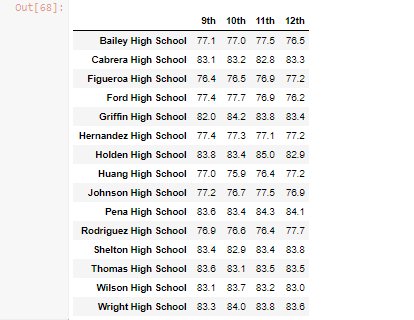 Out[68]:
9th 10th 11th 12th
Bailey High School 77.1 77.0 77.5 76.5
Cabrera High School 83.1 83.2 82.8 83.3
Figueroa High School 76.4 76.5 76.9 77.2
Ford High School 77.4 77.7 76.9 76.2
Griffin High School 82.0 84.2 83.8 83.4
Hernandez High School 77.4 77.3 77.1 77.2
Holden High School 83.8 83.4 85.0 82.9
Huang High School 77.0 75.9 76.4 77.2
Johnson High School 77.2 76.7 77.5 76.9
Pena High School 83.6 83.4 84.3 84.1
Rodriguez High School 76.9 76.6 76.4 77.7
Shelton High School 83.4 82.9 83.4 83.8
Thomas High School 83.6 83.1 83.5 83.5
Wilson High School 83.1 83.7 83.2 83.0
Wright High School 83.3 84.0 83.8 83.6